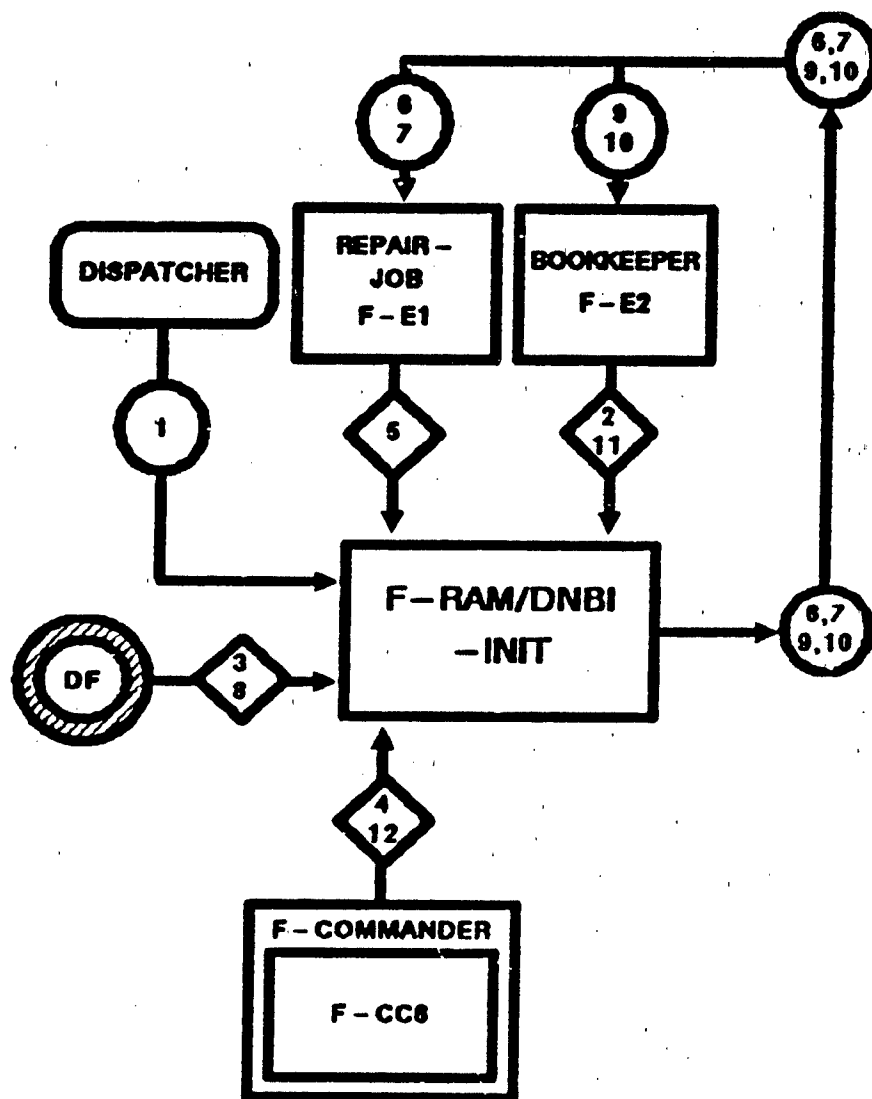 6,7
9,10
6
7
9
10
DISPATCHER
REPAIR-
JOB
F-E1
BOOKKEEPER
F-E2
1
5
2
11
F-RAM/DNBI
-INIT
6,7
9,10
DF
3
8
4
12
F-COMMANDER
F-CC6